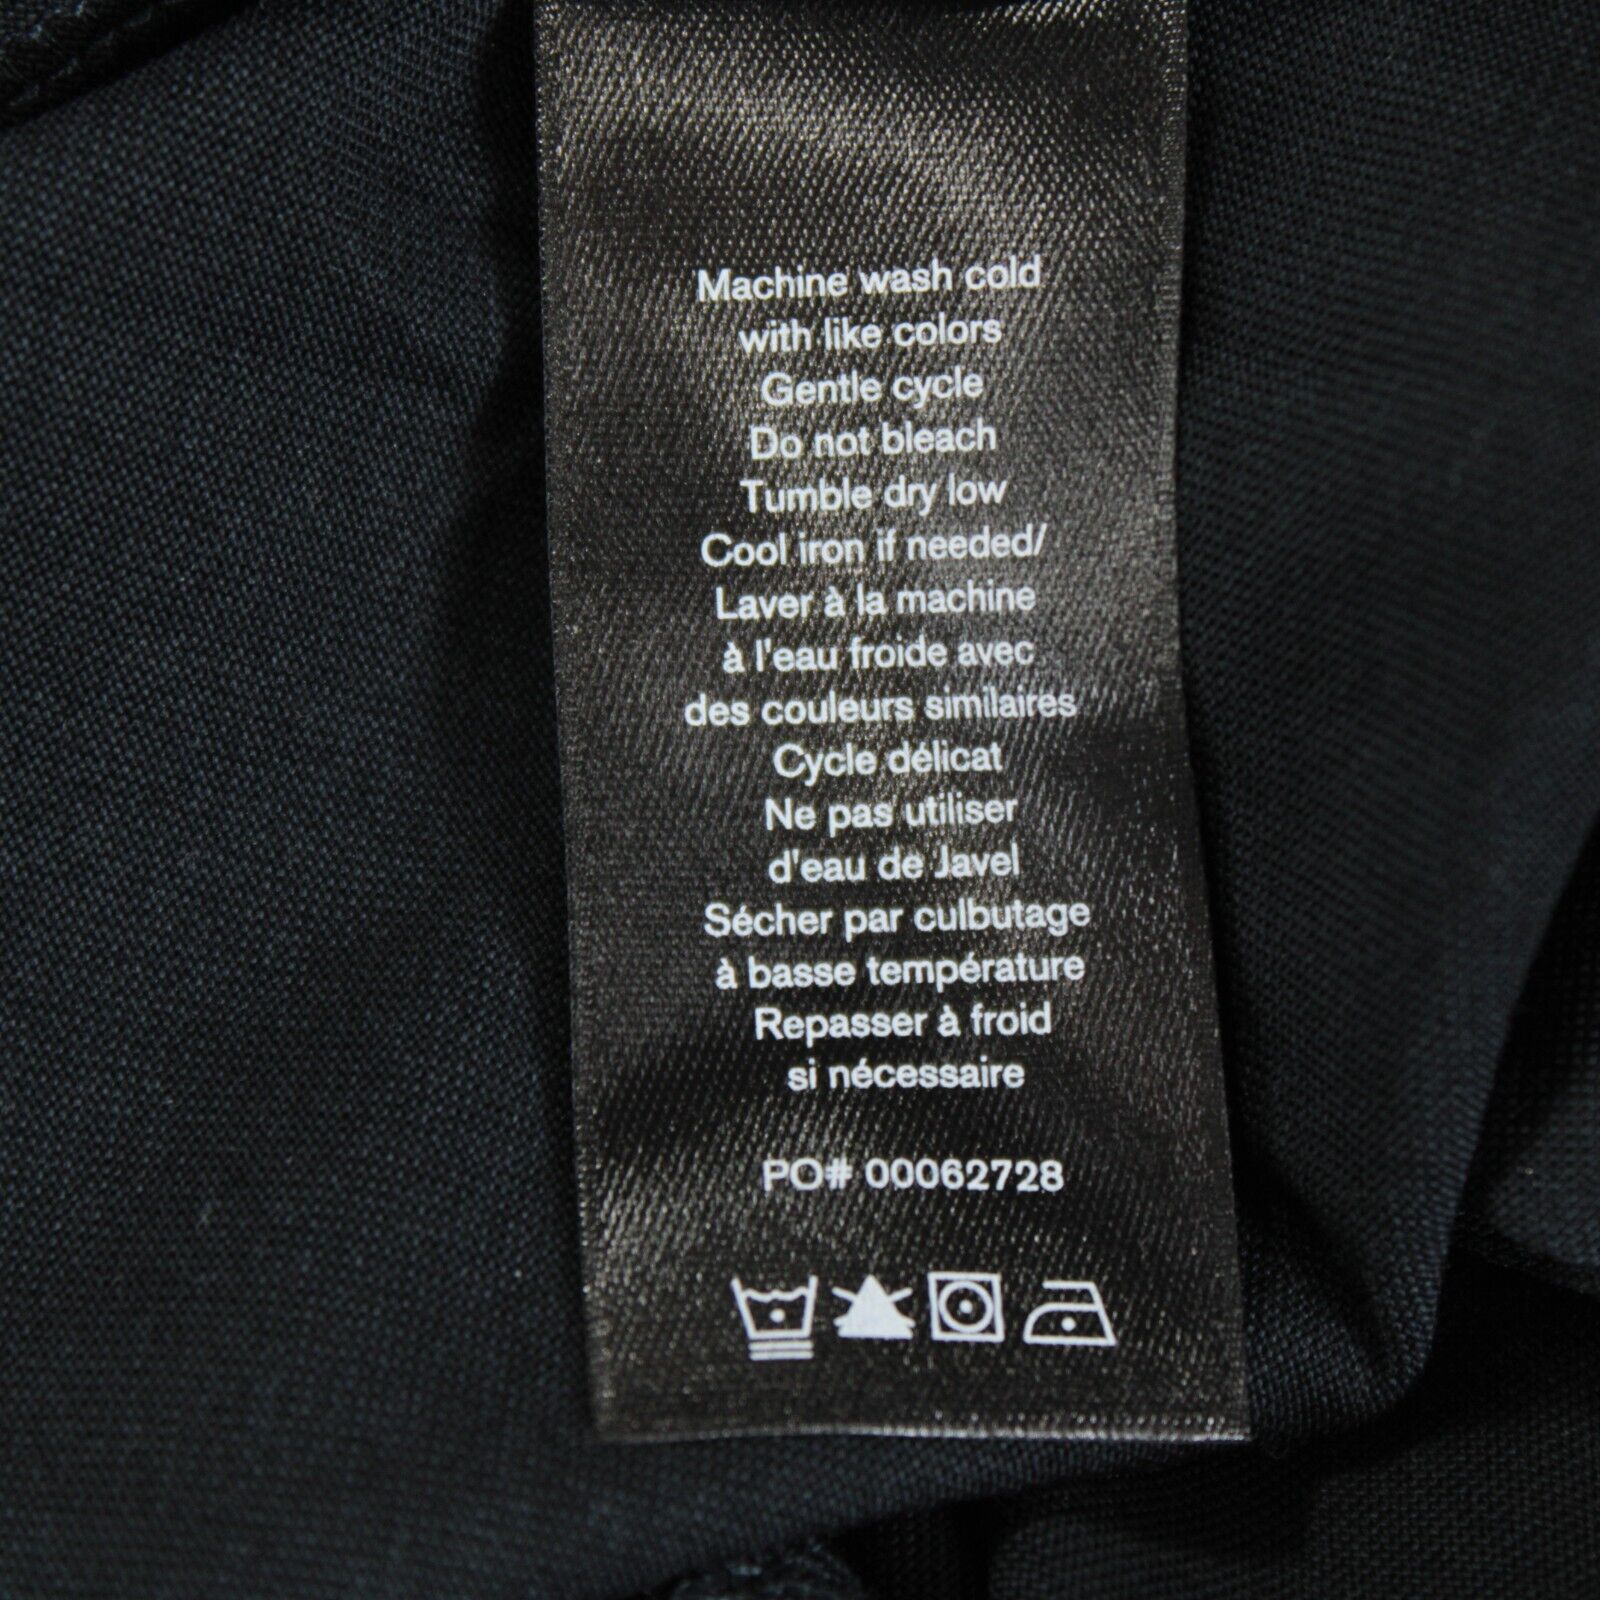 Machine wash cold
with like colors
Gentle cycle
Do not bleach
Tumble dry low
Cool iron if needed/
Laver à la machine
à l'eau froide avec
des couleurs similaires
Cycle délicat
Ne pas utiliser
d'eau de Javel
Sécher par culbutage
à basse température
Repasser à froid
si nécessaire
PO# 00062728